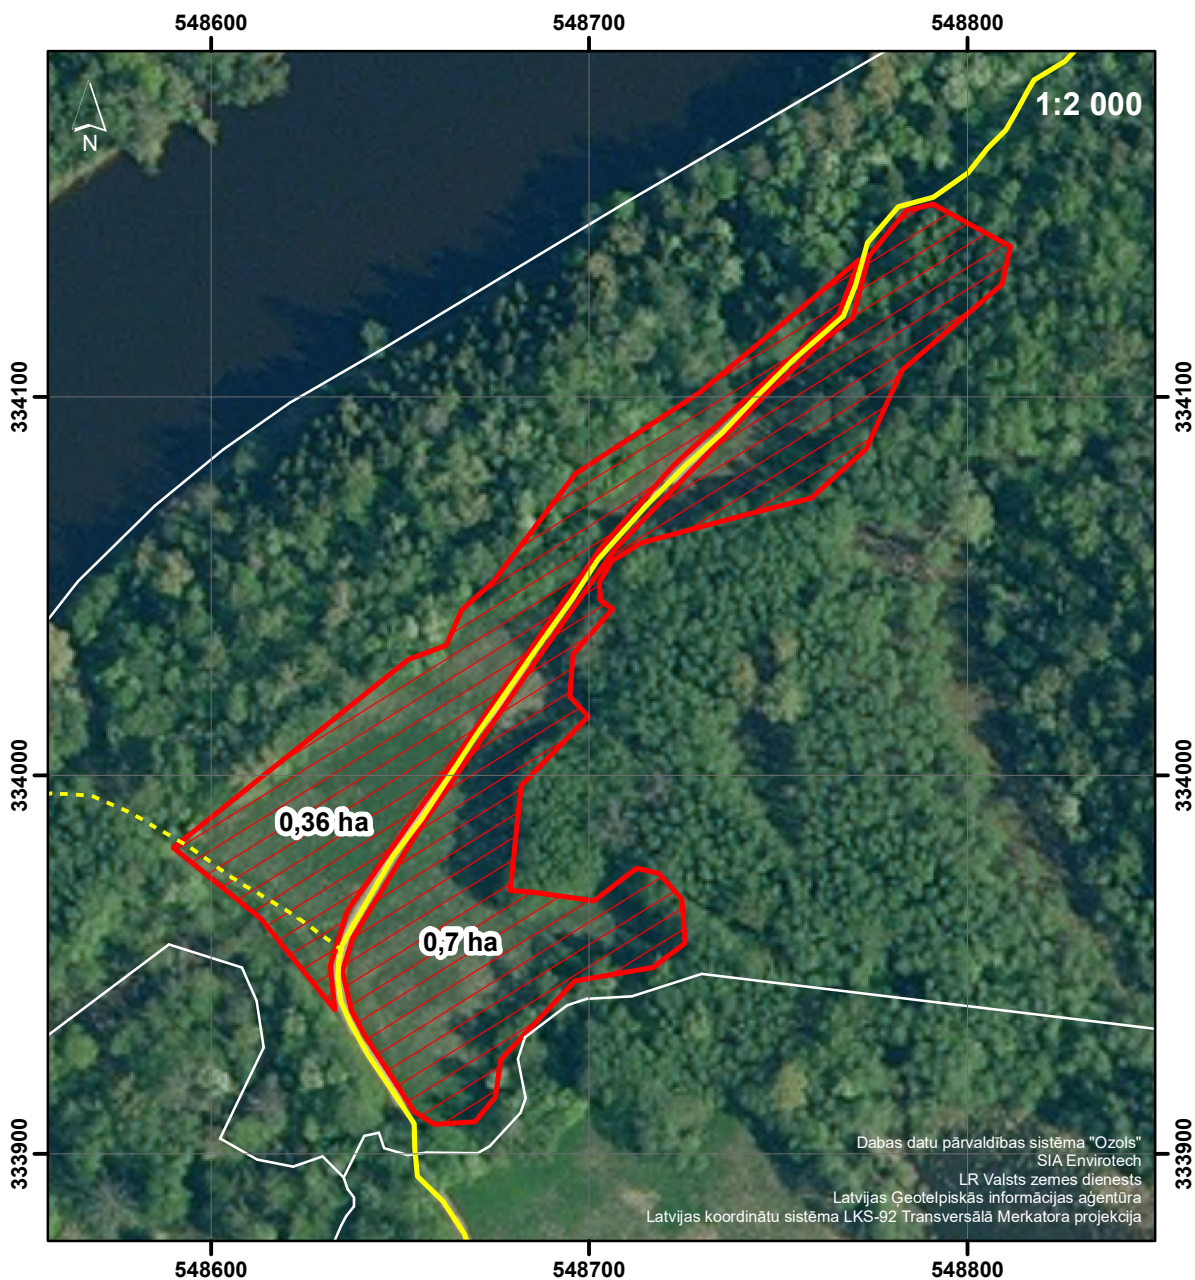 548600
548700
548800
1:2 000
N
334100
334100
334000
334000
0,36 ha
0,7 ha
333900
333900
Dabas datu pārvaldības sistēma "Ozols"
SIA Envirotech
LR Valsts zemes dienests
Latvijas Ģeotelpiskās informācijas aģentūra
Latvijas koordinātu sistēma LKS-92 Transversālā Merkatora projekcija
548600
548700
548800